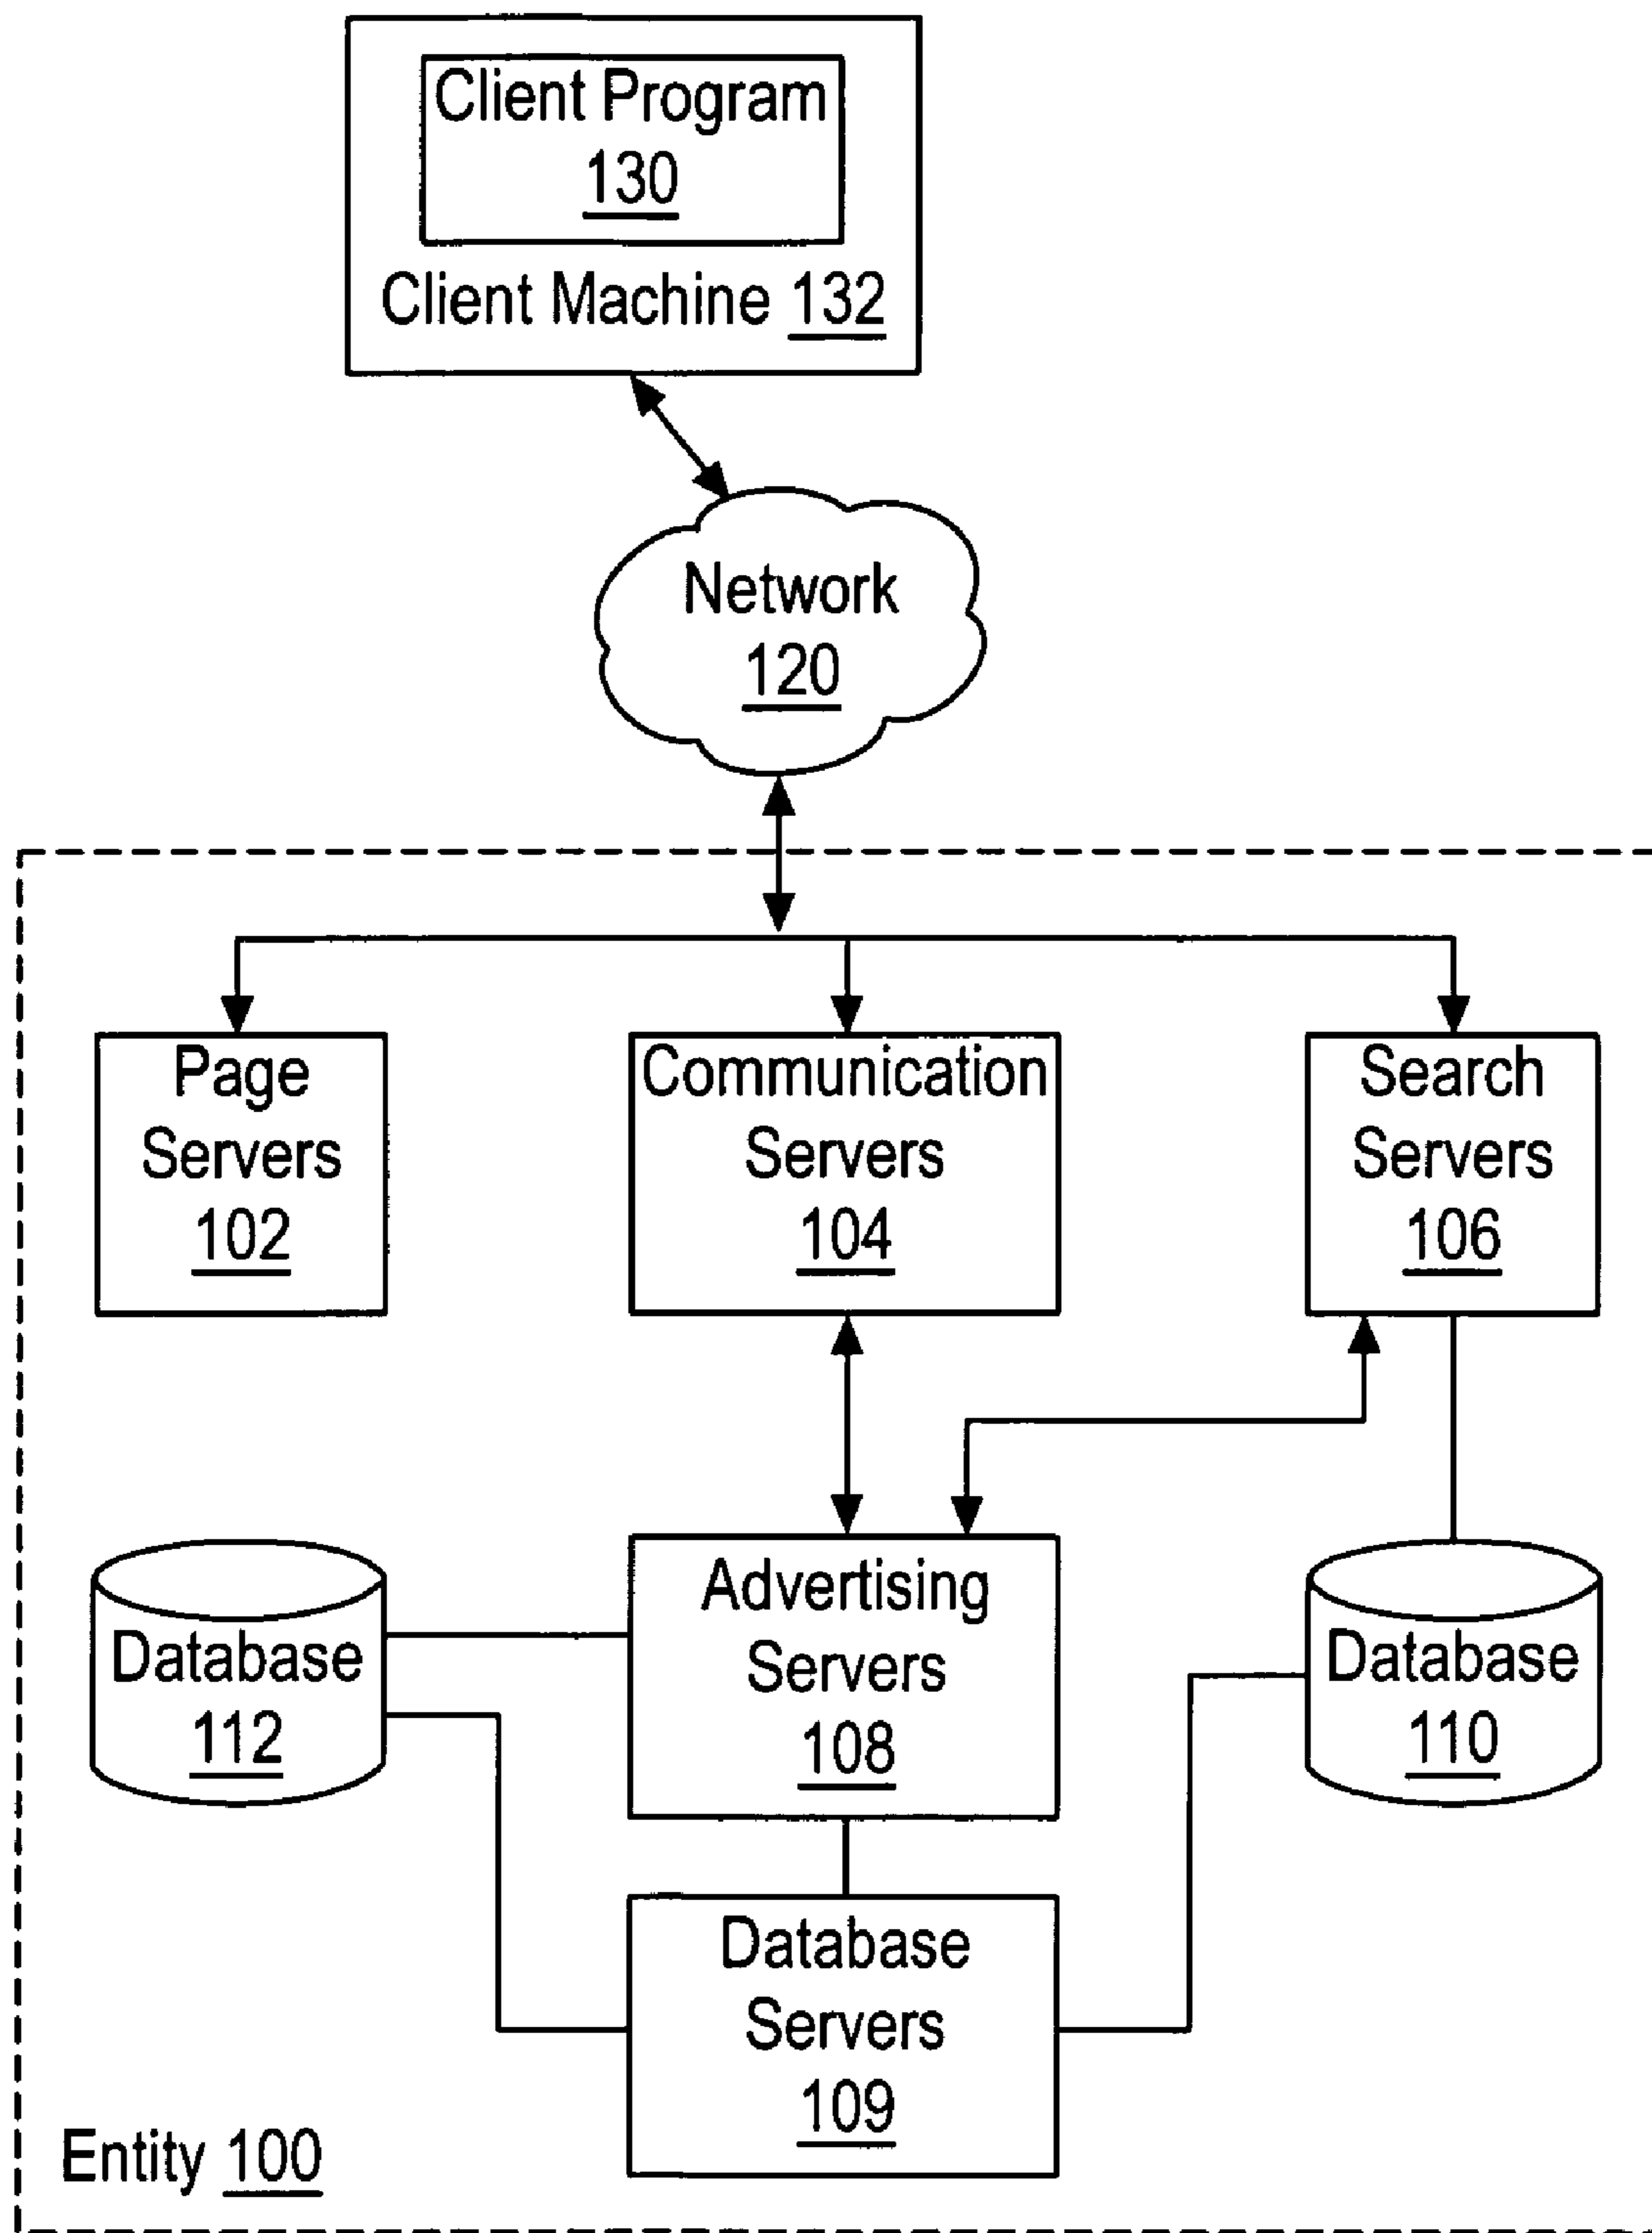 Client Program
130
Client Machine 132
Network
120
Page
Servers
102
Communication
Servers
104
Search
Servers
106
Database
112
Advertising
Servers
108
Database
110
Database
Servers
109
Entity 100